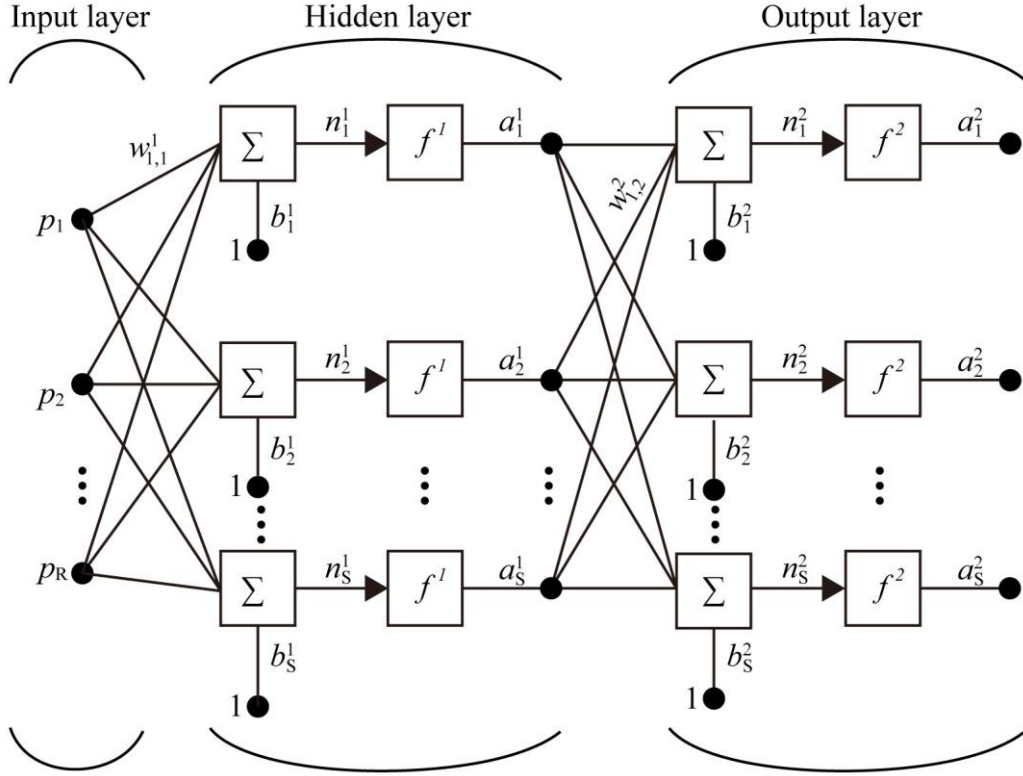 Input layer Hidden layer Output layer
w¹₁,₁ n¹₁ a¹₁ n²₁ a²₁
Σ f¹ Σ f²
p₁ b¹₁ w²₁,₂ b²₁
1 1
n¹₂ a¹₂ n²₂ a²₂
p₂ Σ f¹ Σ f²
b¹₂ b²₂
1 1
n¹S a¹S n²S a²S
pR Σ f¹ Σ f²
b¹S b²S
1 1